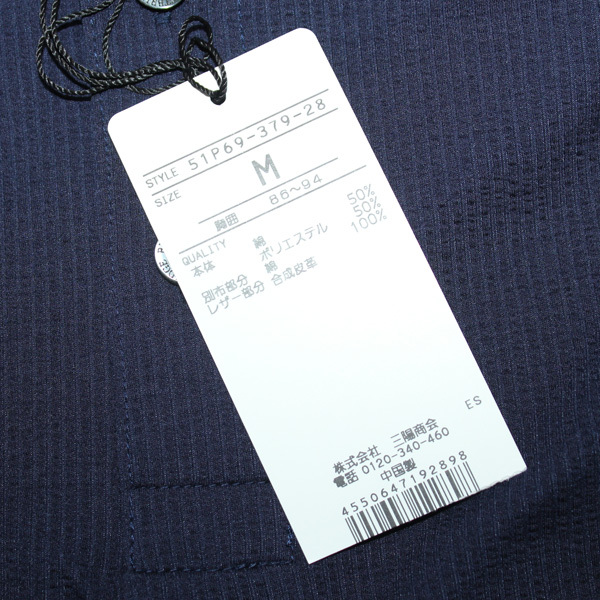 STYLE 51P69-379-28
SIZE M
胸囲 86〜94
QUALITY
本体 綿 50%
ポリエステル 50%
別布部分 綿 100%
レザー部分 合成皮革
ES
株式会社 三陽商会
電話 0120-340-460
中国製
4550647192898